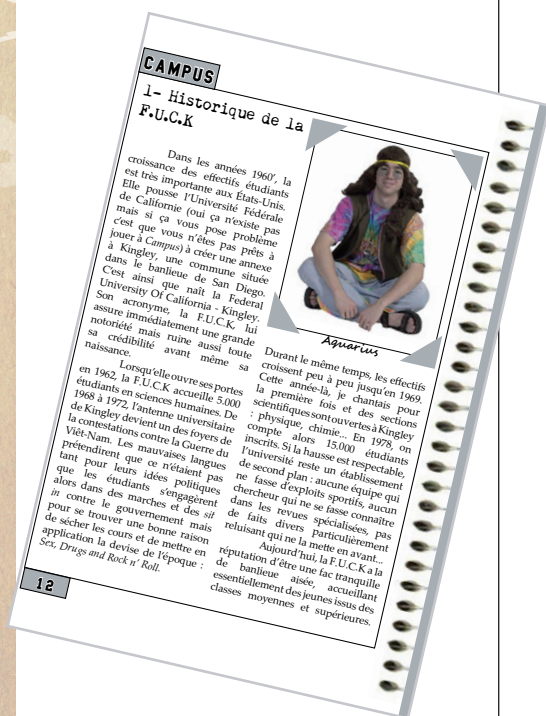 CAMPUS
1- Historique de la
F.U.C.K
Dans les années 1960', la
croissance des effectifs étudiants
est très importante aux États-Unis.
Elle pousse l'Université Fédérale
de Californie (oui ça n'existe pas
mais si ça vous pose problème
c'est que vous n'êtes pas prêts à
jouer à Campus) à créer une annexe
à Kingley, une commune située
dans le banlieue de San Diego.
C'est ainsi que naît la Federal
University Of California - Kingley.
Son acronyme, la F.U.C.K, lui
assure immédiatement une grande
notoriété mais ruine aussi toute
sa crédibilité avant même sa
naissance.
Lorsqu'elle ouvre ses portes
en 1962, la F.U.C.K accueille 5.000
étudiants en sciences humaines. De
1968 à 1972, l'antenne universitaire
de Kingley devient un des foyers de
la contestations contre la Guerre du
Viêt-Nam. Les mauvaises langues
prétendirent que ce n'étaient pas
tant pour leurs idées politiques
que les étudiants s'engagèrent
alors dans des marches et des sit
in contre le gouvernement mais
pour se trouver une bonne raison
de sécher les cours et de mettre en
application la devise de l'époque :
Sex, Drugs and Rock n' Roll.
Aquarius
Durant le même temps, les effectifs
croissent peu à peu jusqu'en 1969.
Cette année-là, je chantais pour
la première fois et des sections
scientifiques sont ouvertes à Kingley
: physique, chimie... En 1978, on
compte alors 15.000 étudiants
inscrits. Si la hausse est respectable,
l'université reste un établissement
de second plan : aucune équipe qui
ne fasse d'exploits sportifs, aucun
chercheur qui ne se fasse connaître
dans les revues spécialisées, pas
de faits divers particulièrement
reluisant qui ne la mette en avant...
Aujourd'hui, la F.U.C.K a la
réputation d'être une fac tranquille
de banlieue aisée, accueillant
essentiellement des jeunes issus des
classes moyennes et supérieures.
12